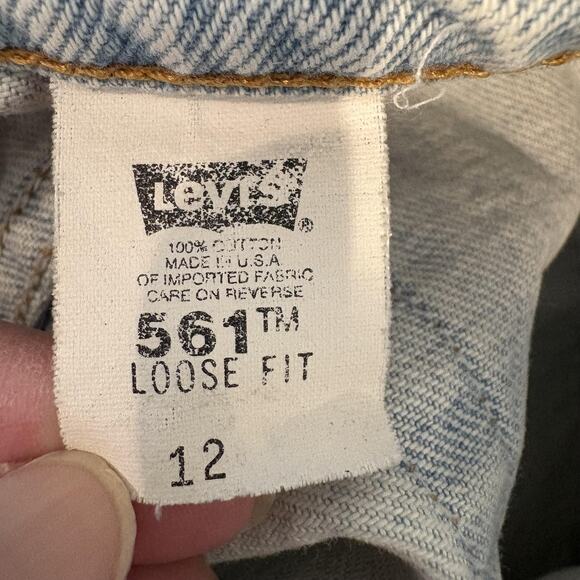 LEVI'S ®
100% COTTON
MADE IN U.S.A.
OF IMPORTED FABRIC
CARE ON REVERSE
561™
LOOSE FIT
12